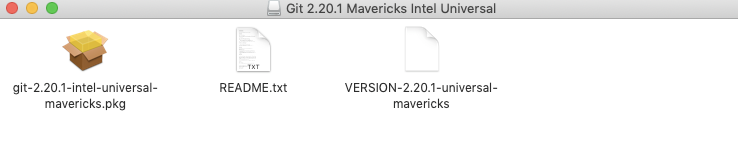 Git 2.20.1 Mavericks Intel Universal
TXT
git-2.20.1-intel-universal-
mavericks.pkg
README.txt
VERSION-2.20.1-universal-
mavericks